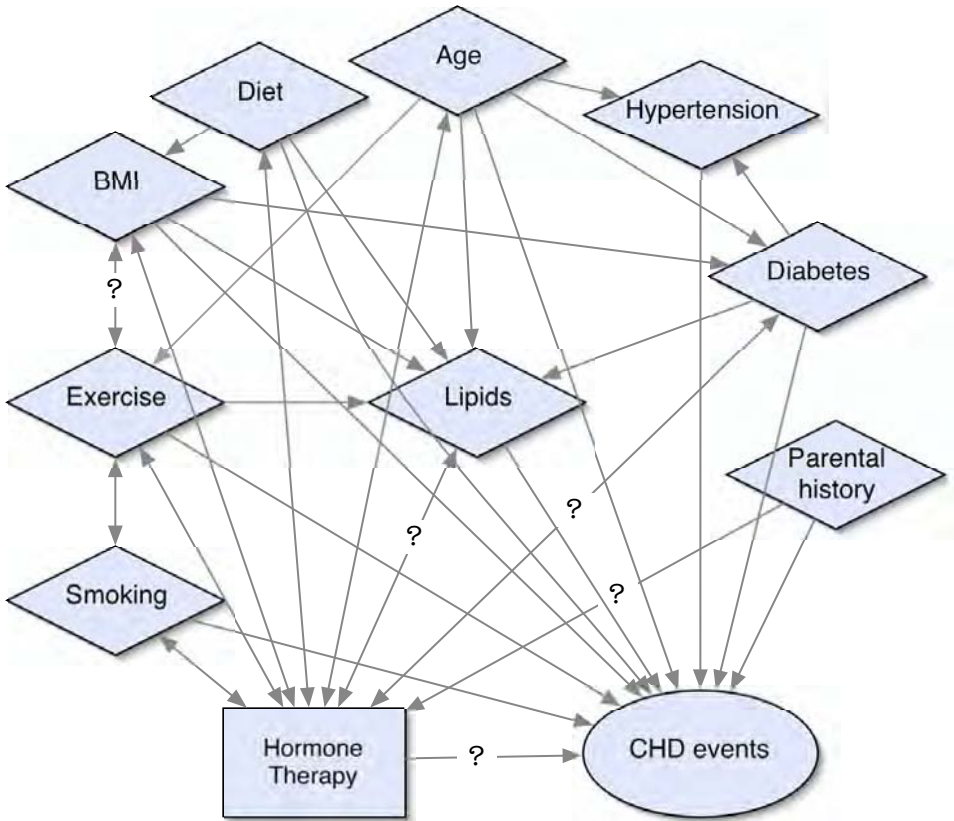 Age
Diet
Hypertension
BMI
Diabetes
?
Exercise
Lipids
Parental
history
?
?
?
Smoking
Hormone
Therapy
?
CHD events